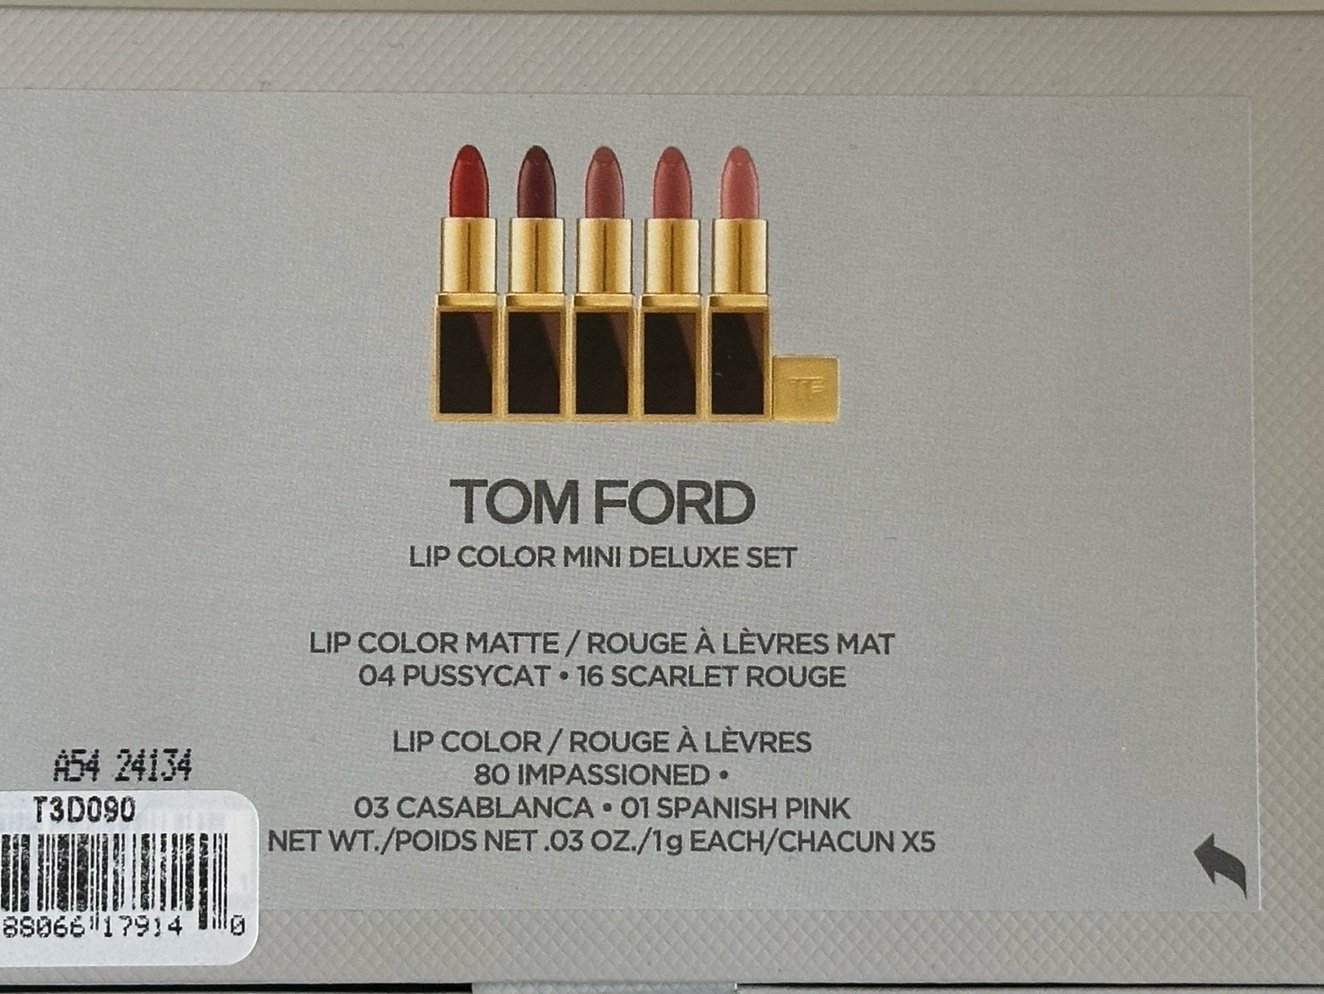 TOM FORD
LIP COLOR MINI DELUXE SET
LIP COLOR MATTE / ROUGE À LÈVRES MAT
04 PUSSYCAT • 16 SCARLET ROUGE
LIP COLOR / ROUGE À LÈVRES
80 IMPASSIONED •
03 CASABLANCA • 01 SPANISH PINK
NET WT./POIDS NET .03 OZ./1g EACH/CHACUN X5
A54 24134
T3D090
88066 17914 0